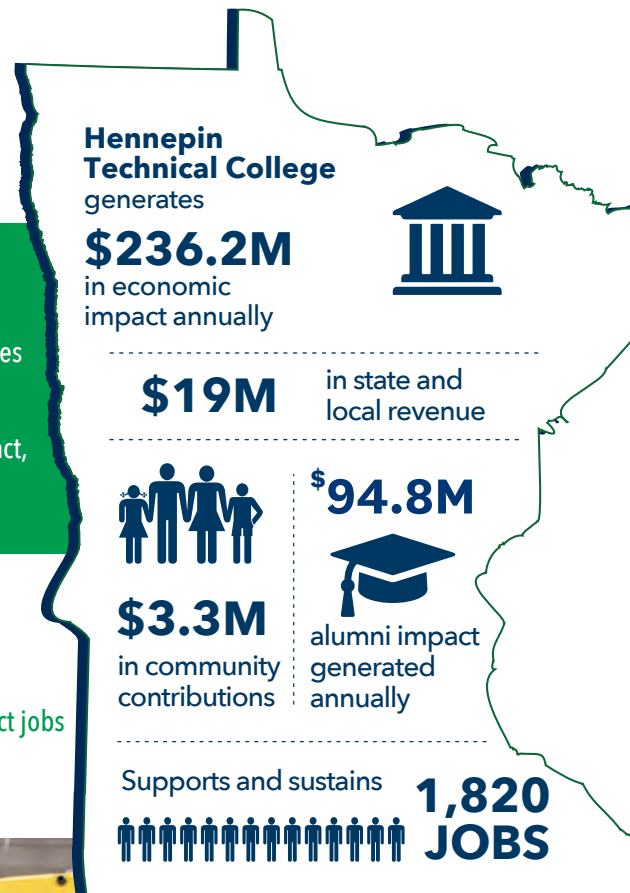 Hennepin
Technical College
generates
$236.2M
in economic
impact annually
$19M
in state and
local revenue
$3.3M
in community
contributions
$94.8M
alumni impact
generated
annually
Supports and sustains
1,820
JOBS
jobs